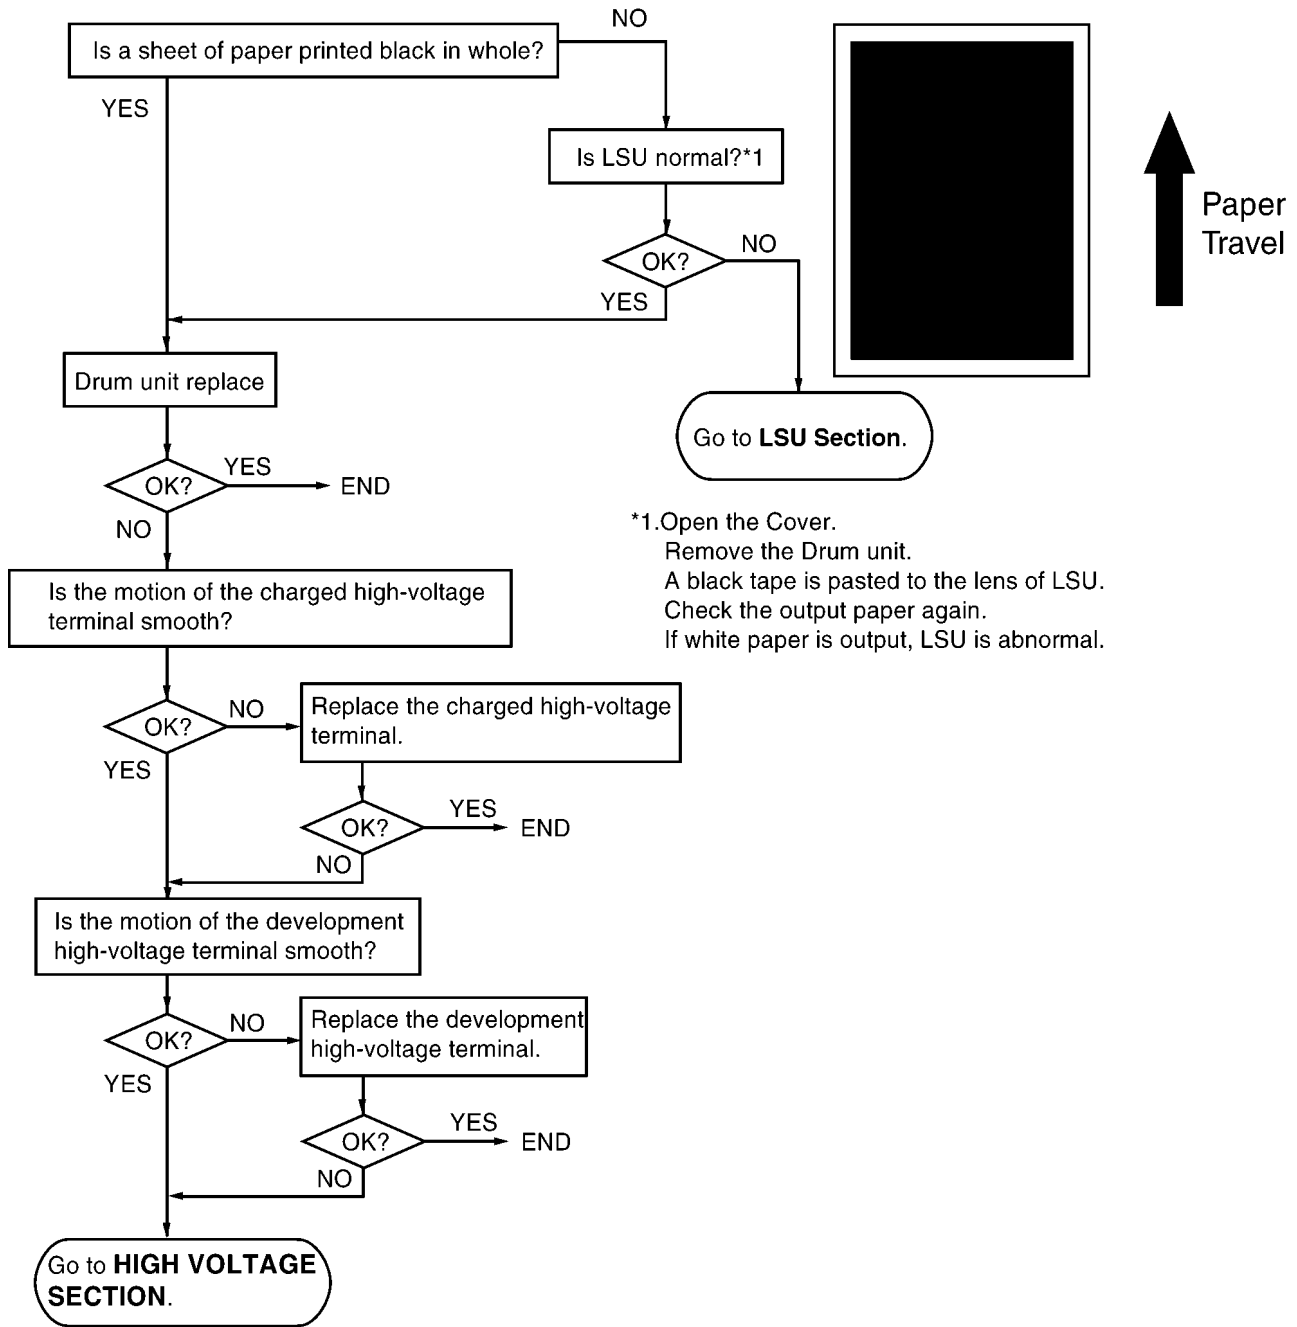 NO
Is a sheet of paper printed black in whole?
YES
Is LSU normal?*1
Paper
Travel
NO
OK?
YES
Drum unit replace
Go to LSU Section.
YES
OK?
END
NO
*1.Open the Cover.
Remove the Drum unit.
A black tape is pasted to the lens of LSU.
Check the output paper again.
If white paper is output, LSU is abnormal.
Is the motion of the charged high-voltage
terminal smooth?
NO
OK?
YES
Replace the charged high-voltage
terminal.
YES
OK?
END
NO
Is the motion of the development
high-voltage terminal smooth?
NO
OK?
YES
Replace the development
high-voltage terminal.
YES
OK?
END
NO
Go to HIGH VOLTAGE
SECTION.